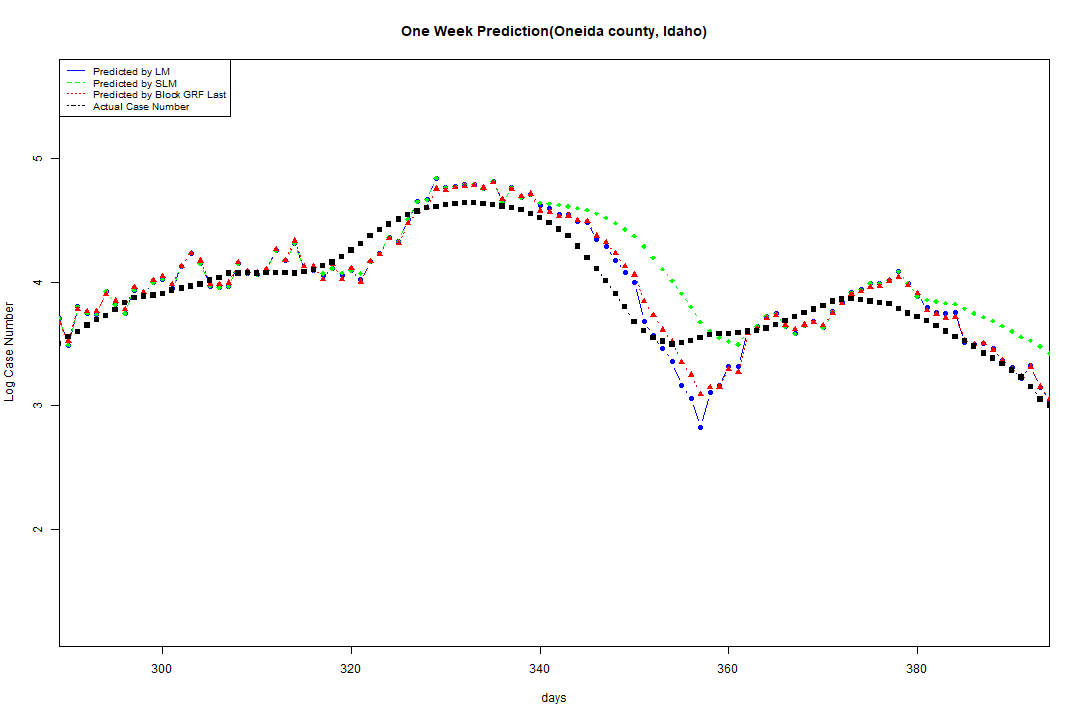 One Week Prediction(Oneida county, Idaho)
Predicted by LM
Predicted by SLM
Predicted by Block GRF Last
Actual Case Number
5
4
3
2
Log Case Number
300 320 340 360 380
days